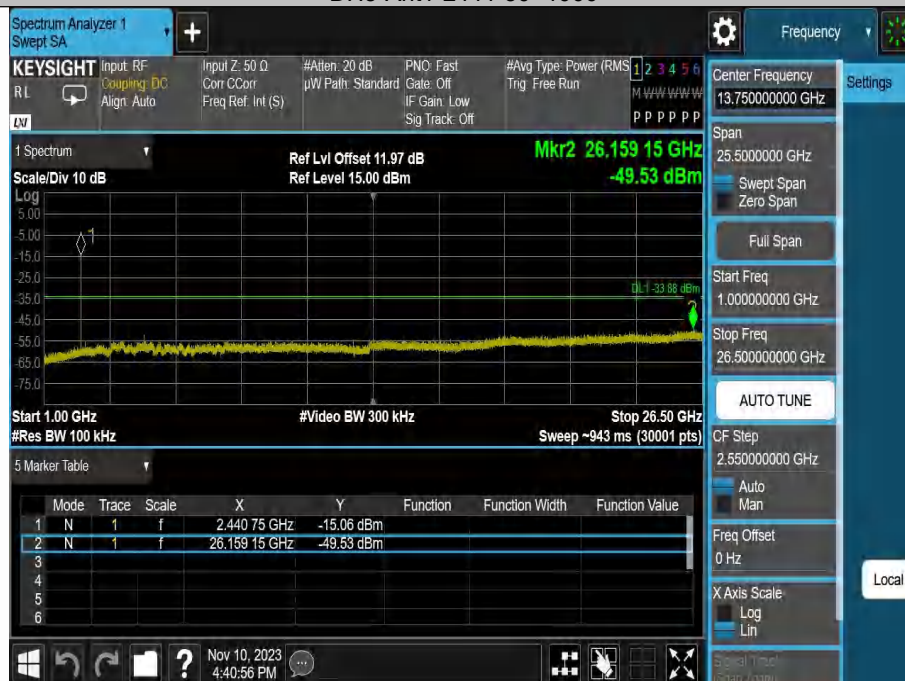 Spectrum Analyzer 1
Swept SA
Frequency
KEYSIGHT
RL
LXI
Input: RF
Coupling: DC
Align: Auto
Input Z: 50 Ω
Corr CCorr
Freq Ref: Int (S)
#Atten: 20 dB
µW Path: Standard
PNO: Fast
Gate: Off
IF Gain: Low
Sig Track: Off
#Avg Type: Power (RMS
Trig: Free Run
1 2 3 4 5 6
M W W W W W
P P P P P P
1 Spectrum
Scale/Div 10 dB
Ref Lvl Offset 11.97 dB
Ref Level 15.00 dBm
Mkr2 26.159 15 GHz
-49.53 dBm
Log
5.00
-5.00
-15.0
-25.0
-35.0
-45.0
-55.0
-65.0
-75.0
1
DL1 -33.88 dBm
2
Start 1.00 GHz
#Video BW 300 kHz
Stop 26.50 GHz
#Res BW 100 kHz
Sweep ~943 ms (30001 pts)
5 Marker Table
Mode Trace Scale X Y Function Function Width Function Value
1 N 1 f 2.440 75 GHz -15.06 dBm
2 N 1 f 26.159 15 GHz -49.53 dBm
3
4
5
6
Nov 10, 2023
4:40:56 PM
Center Frequency
13.750000000 GHz
Settings
Span
25.5000000 GHz
Swept Span
Zero Span
Full Span
Start Freq
1.000000000 GHz
Stop Freq
26.500000000 GHz
AUTO TUNE
CF Step
2.550000000 GHz
Auto
Man
Freq Offset
0 Hz
X Axis Scale
Log
Lin
Local